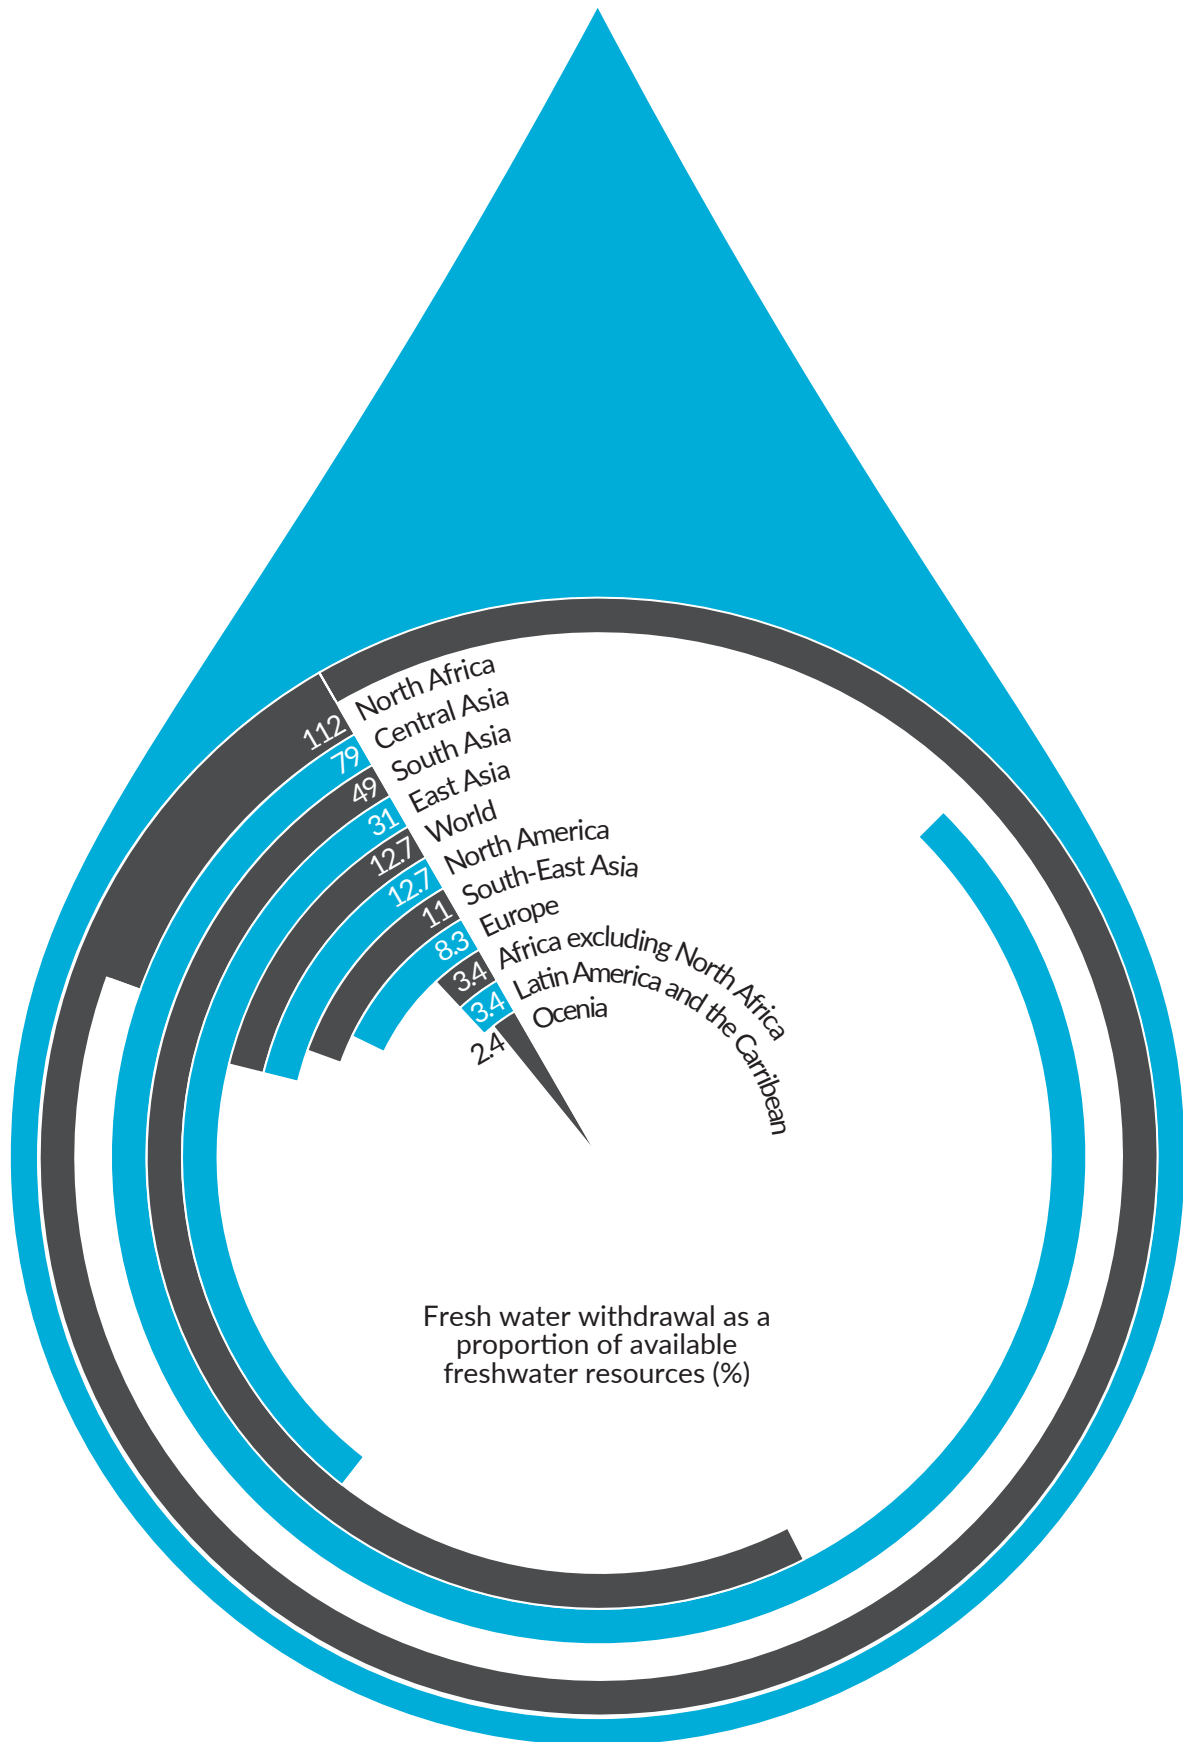 112 North Africa
79 Central Asia
49 South Asia
31 East Asia
12.7 World
12.7 North America
11 South-East Asia
8.3 Europe
3.4 Africa excluding North Africa
3.4 Latin America and the Carribean
2.4 Ocenia
Fresh water withdrawal as a
proportion of available
freshwater resources (%)